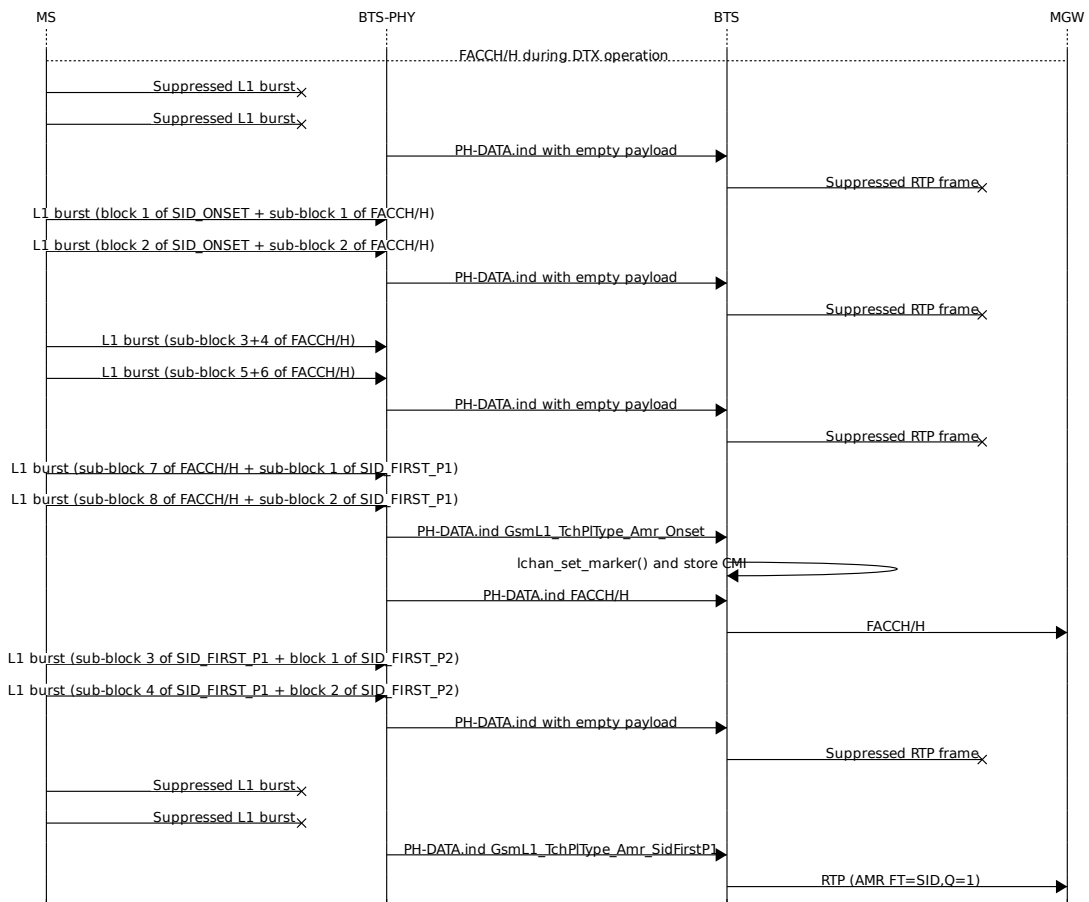 MS BTS-PHY BTS MGW
FACCH/H during DTX operation
Suppressed L1 burst
Suppressed L1 burst
PH-DATA.ind with empty payload
Suppressed RTP frame
L1 burst (block 1 of SID_ONSET + sub-block 1 of FACCH/H)
L1 burst (block 2 of SID_ONSET + sub-block 2 of FACCH/H)
PH-DATA.ind with empty payload
Suppressed RTP frame
L1 burst (sub-block 3+4 of FACCH/H)
L1 burst (sub-block 5+6 of FACCH/H)
PH-DATA.ind with empty payload
Suppressed RTP frame
L1 burst (sub-block 7 of FACCH/H + sub-block 1 of SID_FIRST_P1)
L1 burst (sub-block 8 of FACCH/H + sub-block 2 of SID_FIRST_P1)
PH-DATA.ind GsmL1_TchPlType_Amr_Onset
lchan_set_marker() and store CMI
PH-DATA.ind FACCH/H
FACCH/H
L1 burst (sub-block 3 of SID_FIRST_P1 + block 1 of SID_FIRST_P2)
L1 burst (sub-block 4 of SID_FIRST_P1 + block 2 of SID_FIRST_P2)
PH-DATA.ind with empty payload
Suppressed RTP frame
Suppressed L1 burst
Suppressed L1 burst
PH-DATA.ind GsmL1_TchPlType_Amr_SidFirstP1
RTP (AMR FT=SID,Q=1)